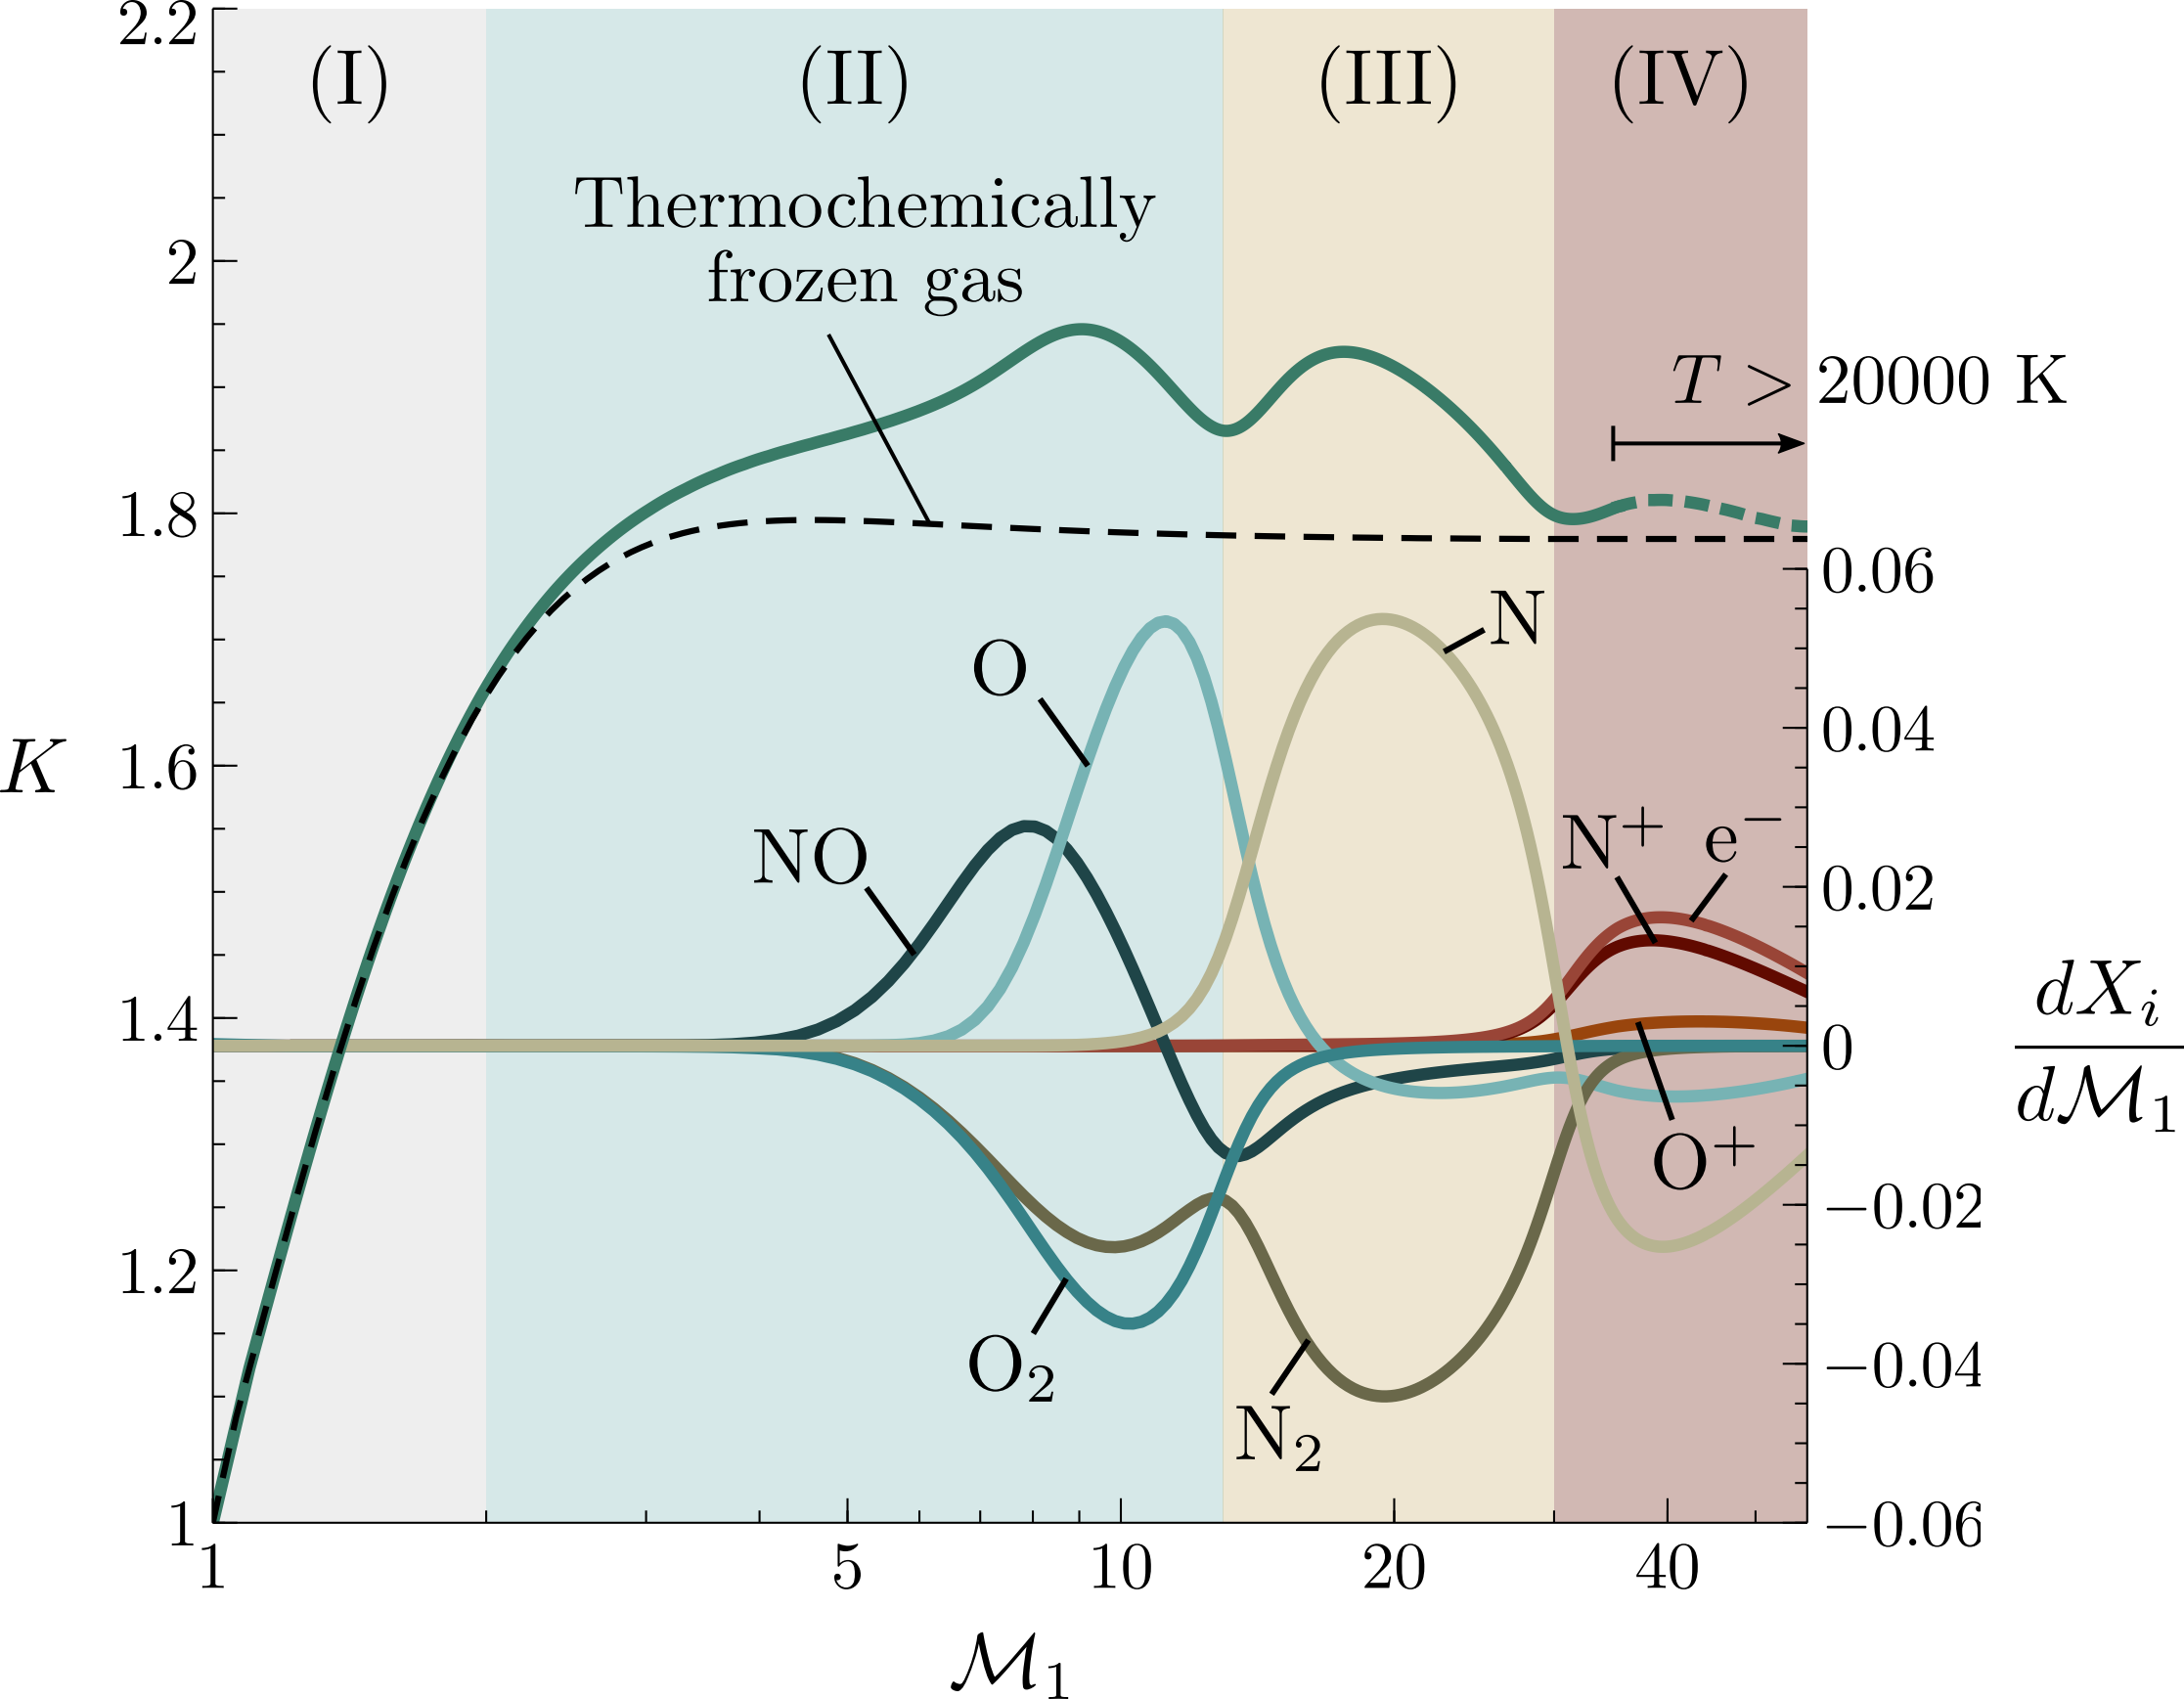 2.2
(I)
(II)
(III)
(IV)
Thermochemically
frozen gas
2
T > 20000 K
1.8
0.06
N
O
0.04
K
1.6
NO
N⁺
e⁻
0.02
1.4
0
dXᵢ
dℳ₁
O⁺
−0.02
1.2
O₂
−0.04
N₂
1
−0.06
1
5
10
20
40
ℳ₁